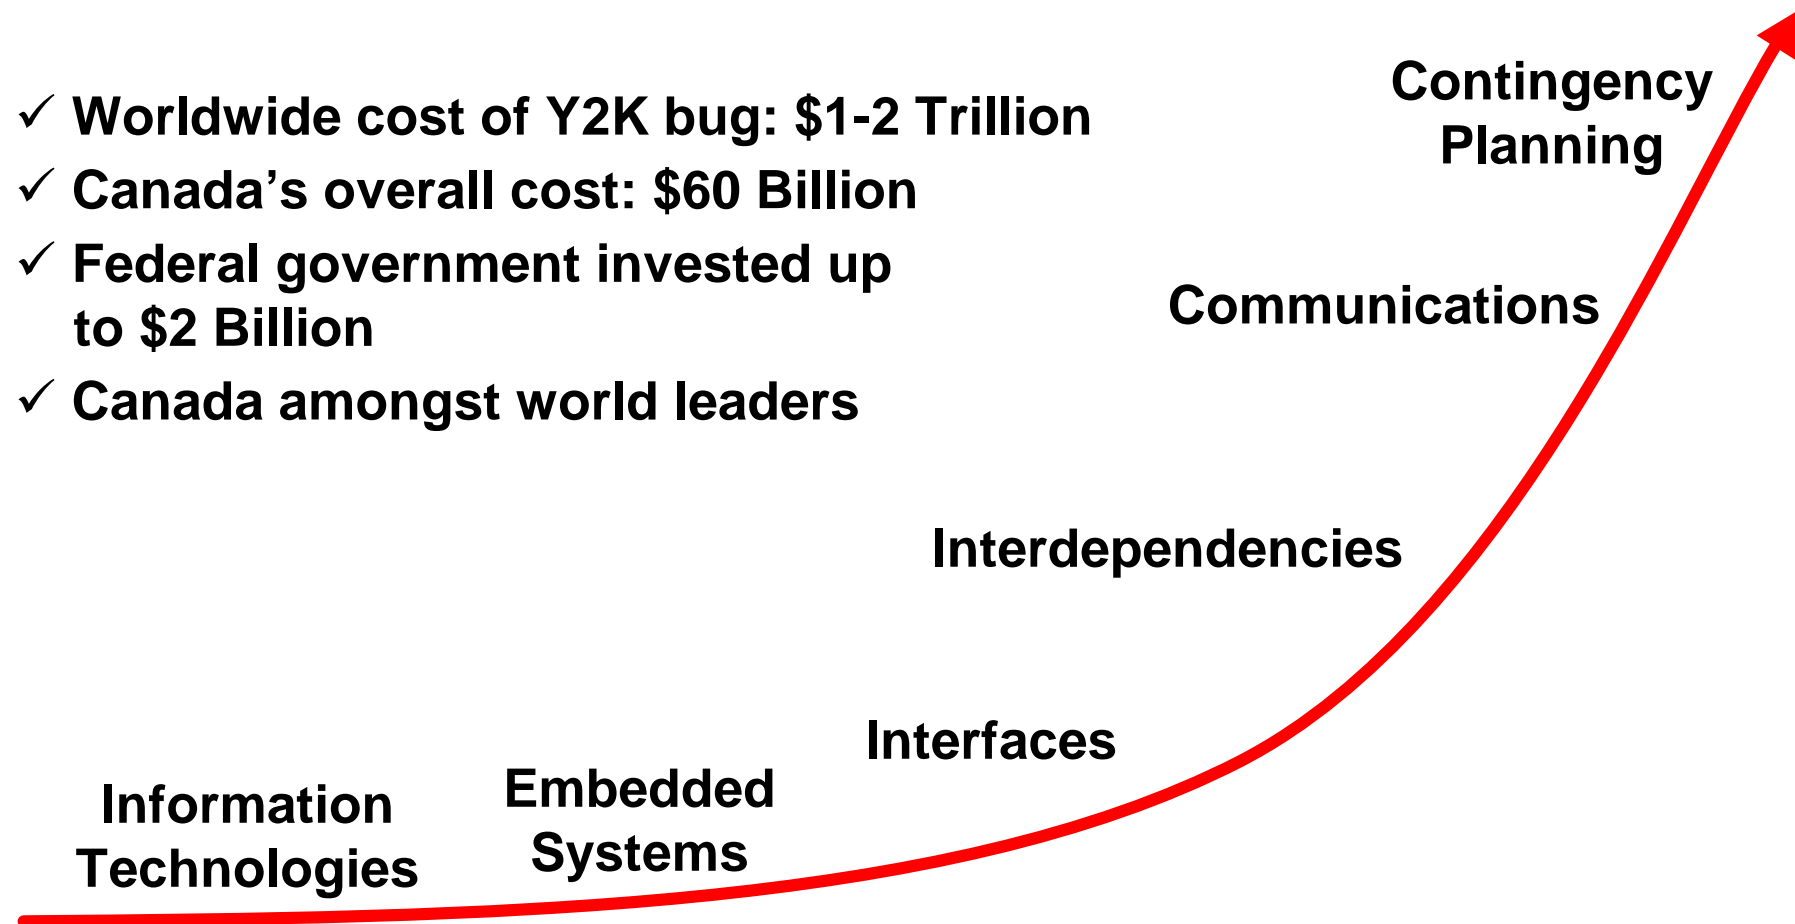 ✓ Worldwide cost of Y2K bug: $1-2 Trillion
✓ Canada’s overall cost: $60 Billion
✓ Federal government invested up
to $2 Billion
✓ Canada amongst world leaders
Contingency
Planning
Communications
Interdependencies
Interfaces
Embedded
Systems
Information
Technologies